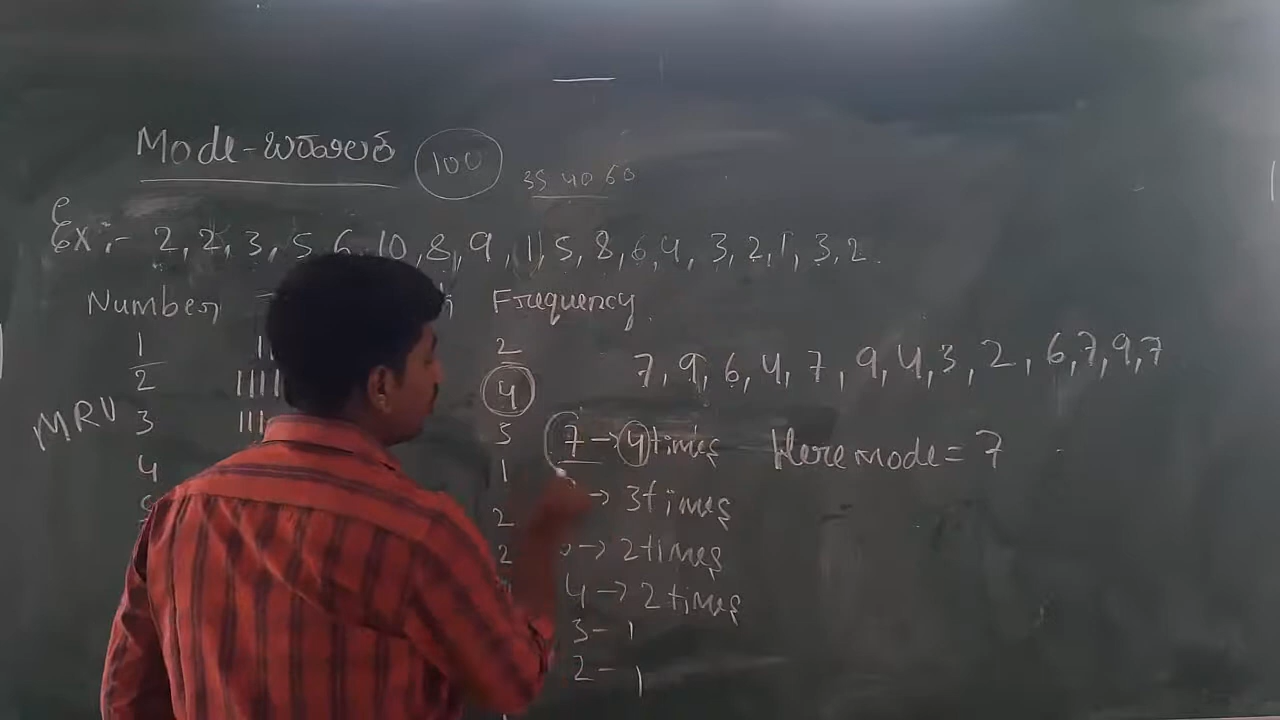 Mode-ಬಹುಲಕ 100 35 40 60
Ex:- 2, 2, 3, 5 6 10, 8, 9, 1, 5, 8, 6, 4, 3, 2, 1, 3, 2.
Number Frequency.
1 2
2 4
3 3
4 1
2
2
MRV
7, 9, 6, 4, 7, 9, 4, 3, 2, 6, 7, 9, 7
7 → 4 times Here mode = 7
→ 3 times
→ 2 times
4 → 2 times
3 - 1
2 - 1